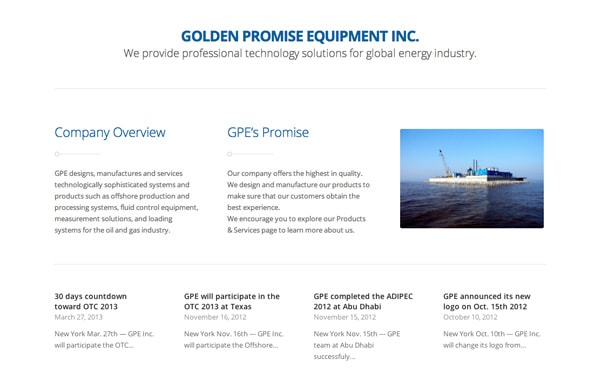 GOLDEN PROMISE EQUIPMENT INC.
We provide professional technology solutions for global energy industry.
Company Overview
GPE designs, manufactures and services
technologically sophisticated systems and
products such as offshore production and
processing systems, fluid control equipment,
measurement solutions, and loading
systems for the oil and gas industry.
GPE's Promise
Our company offers the highest in quality.
We design and manufacture our products to
make sure that our customers obtain the
best experience.
We encourage you to explore our Products
& Services page to learn more about us.
30 days countdown
toward OTC 2013
March 27, 2013
New York Mar. 27th — GPE Inc.
will participate the OTC...
GPE will participate in the
OTC 2013 at Texas
November 16, 2012
New York Nov. 16th — GPE Inc.
will participate the Offshore...
GPE completed the ADIPEC
2012 at Abu Dhabi
November 15, 2012
New York Nov. 15th — GPE
team at Abu Dhabi
successfuly...
GPE announced its new
logo on Oct. 15th 2012
October 10, 2012
New York Oct. 10th — GPE Inc.
will change its logo from...